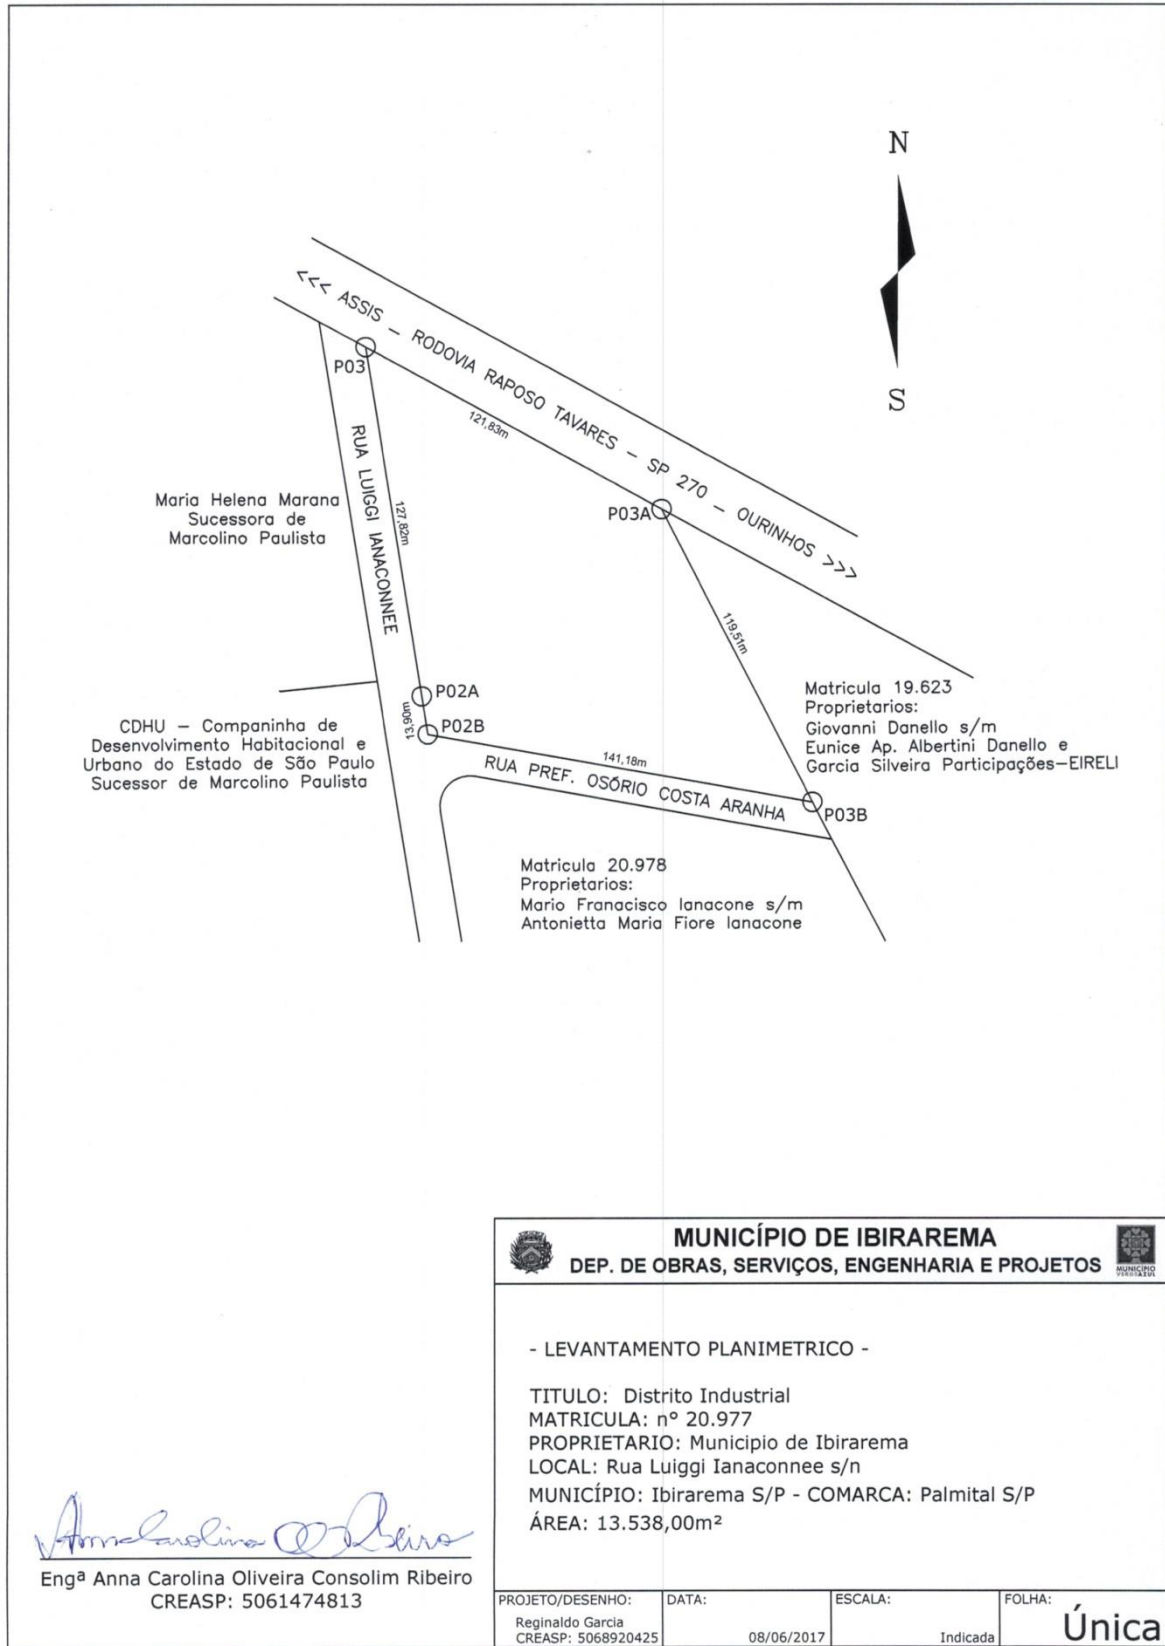 N
S
<<< ASSIS - RODOVIA RAPOSO TAVARES - SP 270 - OURINHOS >>>
P03
121,83m
RUA LUIGGI IANACONNEE
127,82m
Maria Helena Marana
Sucessora de
Marcolino Paulista
P03A
119,51m
P02A
13,90m
P02B
CDHU - Companinha de
Desenvolvimento Habitacional e
Urbano do Estado de São Paulo
Sucessor de Marcolino Paulista
141,18m
RUA PREF. OSÓRIO COSTA ARANHA
P03B
Matricula 19.623
Proprietarios:
Giovanni Danello s/m
Eunice Ap. Albertini Danello e
Garcia Silveira Participações-EIRELI
Matricula 20.978
Proprietarios:
Mario Franacisco Ianacone s/m
Antonietta Maria Fiore Ianacone
MUNICÍPIO DE IBIRAREMA
DEP. DE OBRAS, SERVIÇOS, ENGENHARIA E PROJETOS
MUNICÍPIO
VERDEAZUL
- LEVANTAMENTO PLANIMETRICO -
TITULO: Distrito Industrial
MATRICULA: nº 20.977
PROPRIETARIO: Municipio de Ibirarema
LOCAL: Rua Luiggi Ianaconnee s/n
MUNICÍPIO: Ibirarema S/P - COMARCA: Palmital S/P
ÁREA: 13.538,00m²
Engª Anna Carolina Oliveira Consolim Ribeiro
CREASP: 5061474813
PROJETO/DESENHO:
Reginaldo Garcia
CREASP: 5068920425
DATA:
08/06/2017
ESCALA:
Indicada
FOLHA:
Única